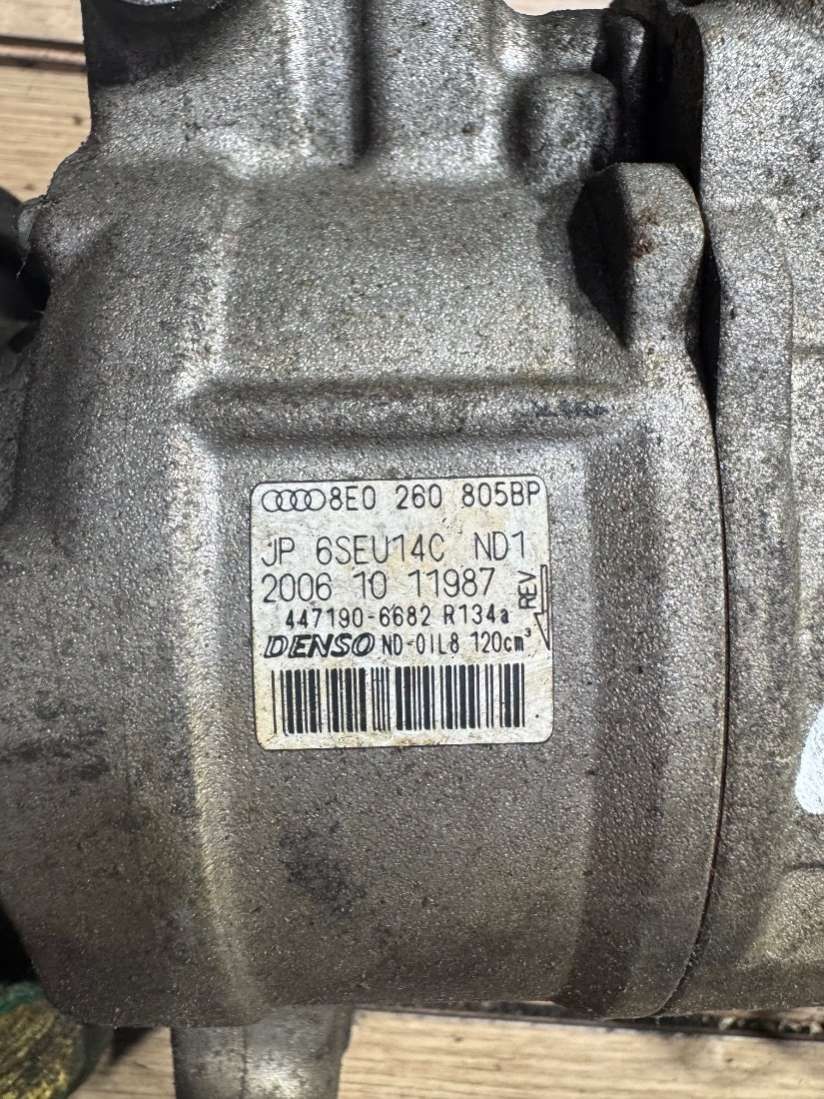 8E0 260 805BP
JP 6SEU14C ND1
2006 10 11987
REV
447190-6682 R134a
DENSO ND-OIL8 120cm³